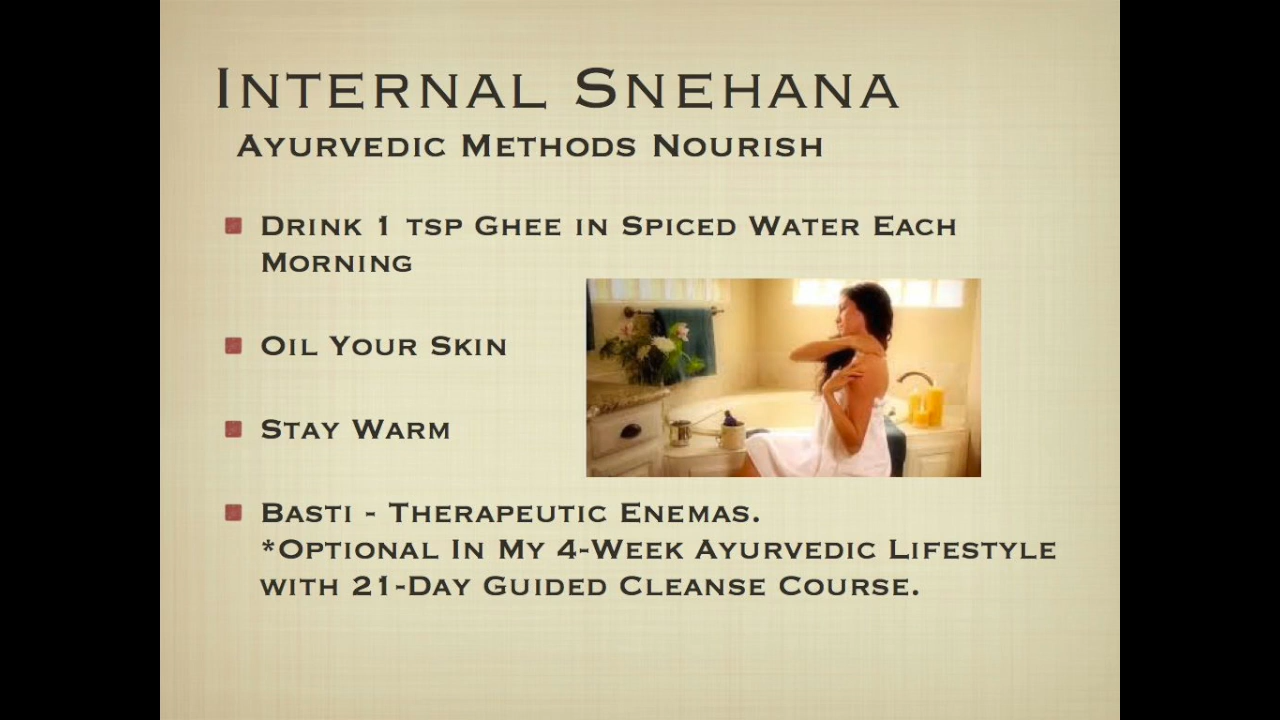 Internal Snehana
Ayurvedic Methods Nourish
Drink 1 tsp Ghee in Spiced Water Each
Morning
Oil Your Skin
Stay Warm
Basti - Therapeutic Enemas.
*Optional In My 4-Week Ayurvedic Lifestyle
with 21-Day Guided Cleanse Course.